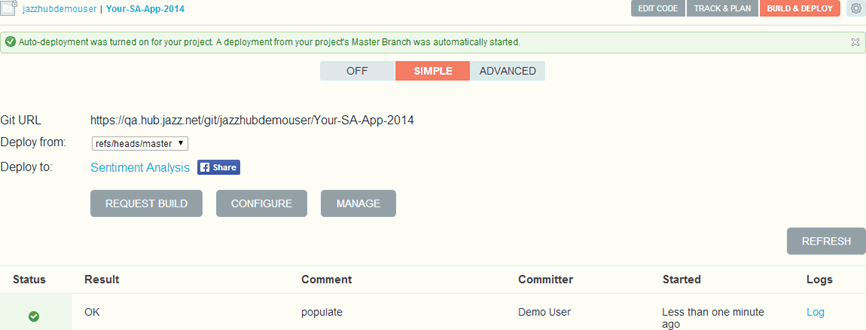 jazzhubdemouser | Your-SA-App-2014 EDIT CODE TRACK & PLAN BUILD & DEPLOY
Auto-deployment was turned on for your project. A deployment from your project's Master Branch was automatically started.
OFF SIMPLE ADVANCED
Git URL https://qa.hub.jazz.net/git/jazzhubdemouser/Your-SA-App-2014
Deploy from: refs/heads/master
Deploy to: Sentiment Analysis Share
REQUEST BUILD CONFIGURE MANAGE
REFRESH
Status Result Comment Committer Started Logs
OK populate Demo User Less than one minute ago Log